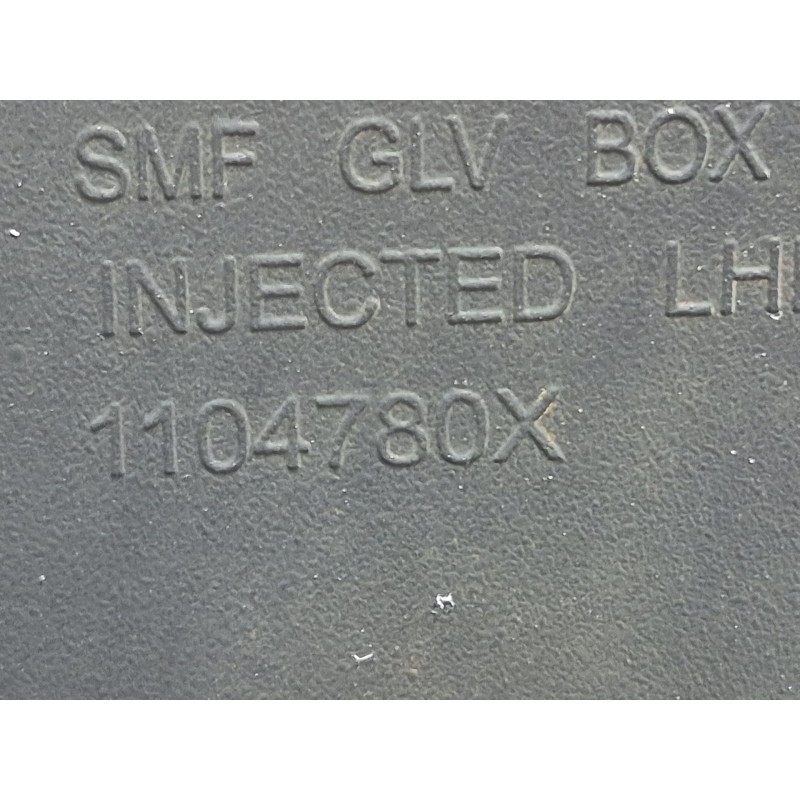 SMF GLV BOX
INJECTED
1104780X